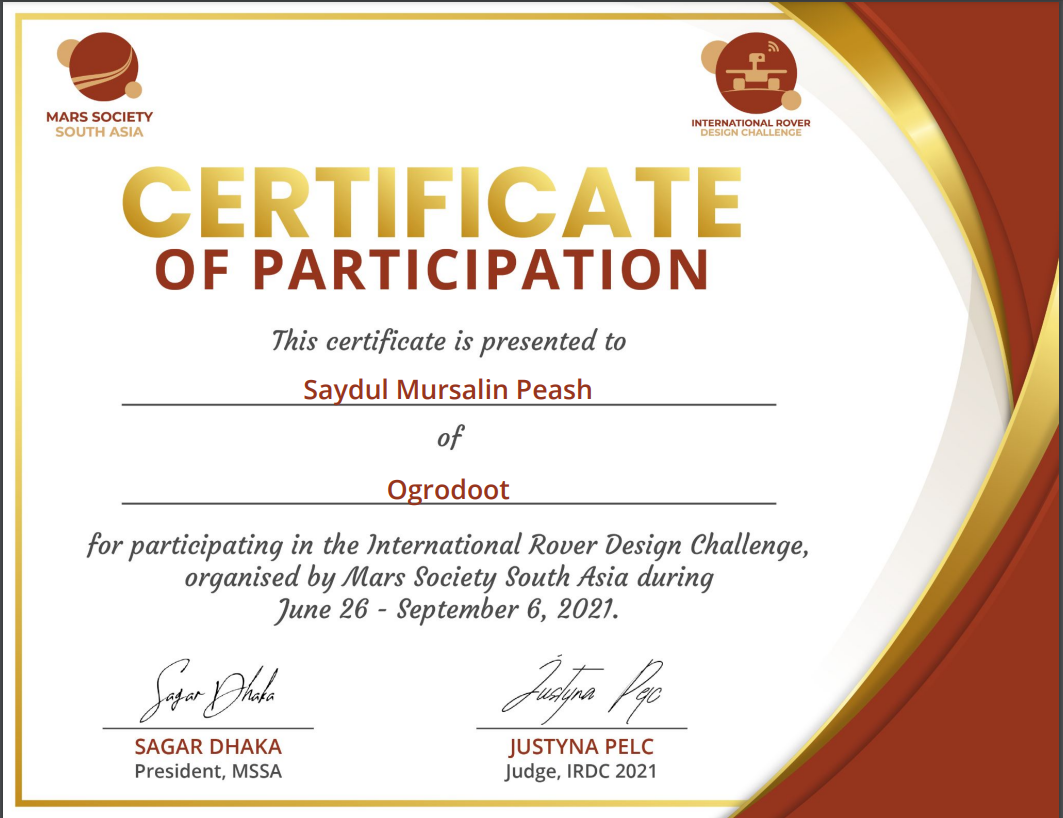 MARS SOCIETY
SOUTH ASIA
INTERNATIONAL ROVER
DESIGN CHALLENGE
CERTIFICATE
OF PARTICIPATION
This certificate is presented to
Saydul Mursalin Peash
of
Ogrodoot
for participating in the International Rover Design Challenge,
organised by Mars Society South Asia during
June 26 - September 6, 2021.
Sagar Dhaka
Justyna Pelc
SAGAR DHAKA
President, MSSA
JUSTYNA PELC
Judge, IRDC 2021